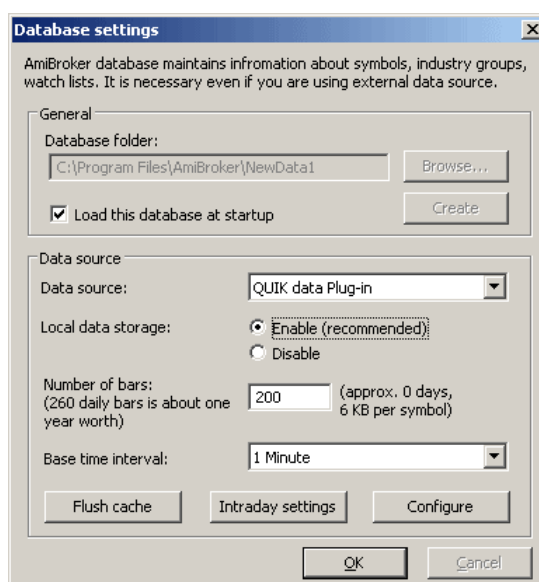 Database settings
AmiBroker database maintains infromation about symbols, industry groups,
watch lists. It is necessary even if you are using external data source.
General
Database folder:
C:\Program Files\AmiBroker\NewData1
Browse...
Load this database at startup
Create
Data source
Data source:
QUIK data Plug-in
Local data storage:
Enable (recommended)
Disable
Number of bars:
(260 daily bars is about one
year worth)
200
(approx. 0 days,
6 KB per symbol)
Base time interval:
1 Minute
Flush cache
Intraday settings
Configure
OK
Cancel